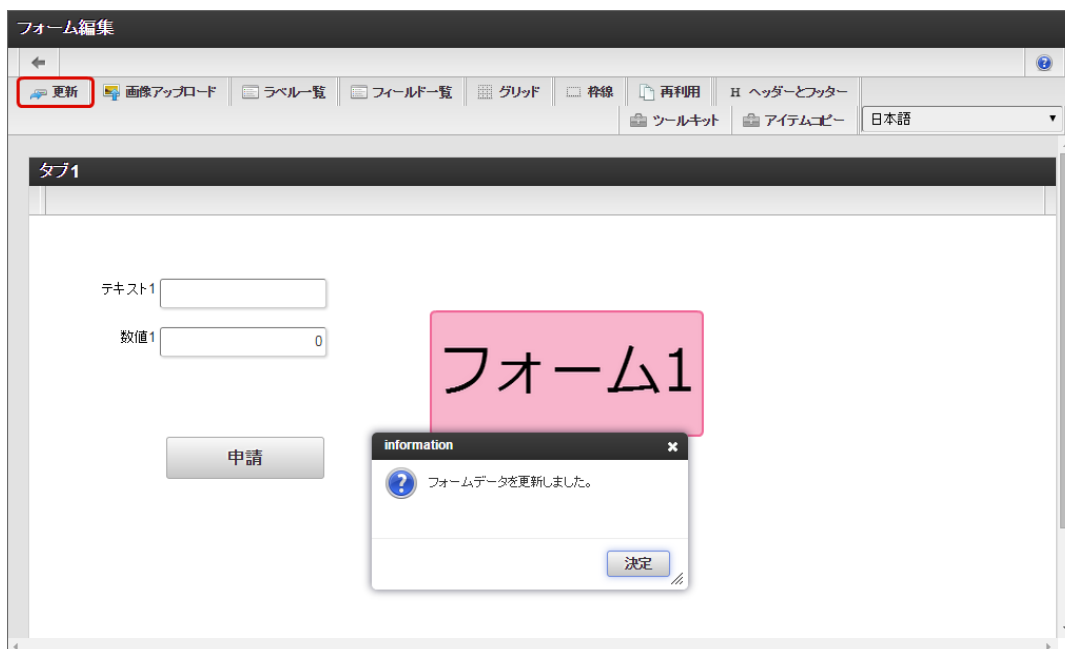 フォーム編集
更新 画像アップロード ラベル一覧 フィールド一覧 グリッド 枠線 再利用 H ヘッダーとフッター
ツールキット アイテムコピー 日本語
タブ1
テキスト1
数値1 0
フォーム1
申請
information
フォームデータを更新しました。
決定